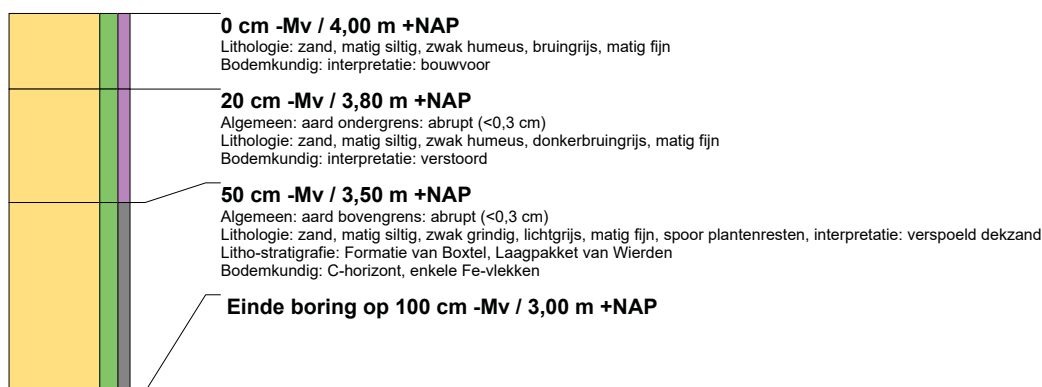 0 cm -Mv / 4,00 m +NAP
Lithologie: zand, matig siltig, zwak humeus, bruingrijs, matig fijn
Bodemkundig: interpretatie: bouwvoor
20 cm -Mv / 3,80 m +NAP
Algemeen: aard ondergrens: abrupt (<0,3 cm)
Lithologie: zand, matig siltig, zwak humeus, donkerbruingrijs, matig fijn
Bodemkundig: interpretatie: verstoord
50 cm -Mv / 3,50 m +NAP
Algemeen: aard bovengrens: abrupt (<0,3 cm)
Lithologie: zand, matig siltig, zwak grindig, lichtgrijs, matig fijn, spoor plantenresten, interpretatie: verspoeld dekzand
Litho-stratigrafie: Formatie van Boxtel, Laagpakket van Wierden
Bodemkundig: C-horizont, enkele Fe-vlekken
Einde boring op 100 cm -Mv / 3,00 m +NAP